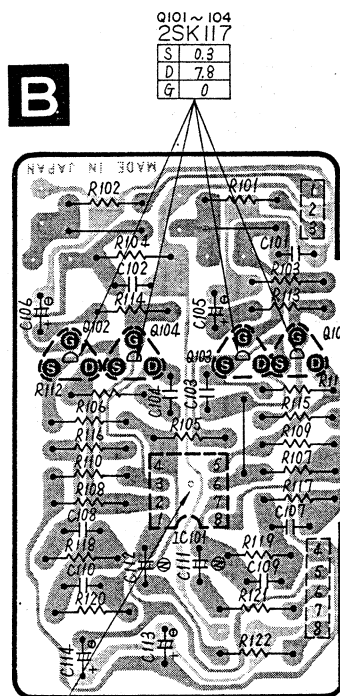 Q101~104
2SK117
S 0.3
D 7.8
G 0
B
MADE IN JAPAN
R102
R101
1
2
3
R104
C101
C102
R103
C106
R114
C105
R113
Q102
Q104
G
G
G
G
Q103
S
D
S
D
S
D
S
D
R112
C104
C103
R106
R115
R116
R105
R109
R110
4
5
R107
3
6
R108
2
7
R117
C108
1
8
C107
IC101
R118
C112
C111
R119
4
C110
N
N
C109
5
6
R120
R121
7
8
C114
C113
R122